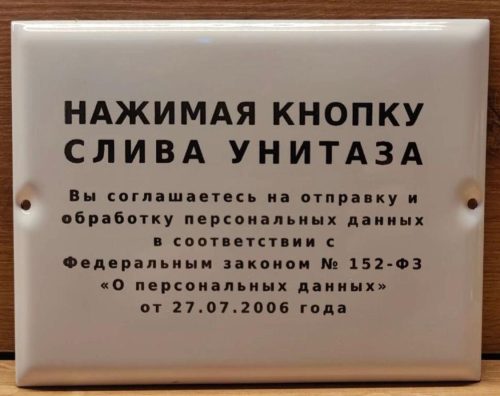 НАЖИМАЯ КНОПКУ
СЛИВА УНИТАЗА
Вы соглашаетесь на отправку и
обработку персональных данных
в соответствии с
Федеральным законом № 152-ФЗ
«О персональных данных»
от 27.07.2006 года